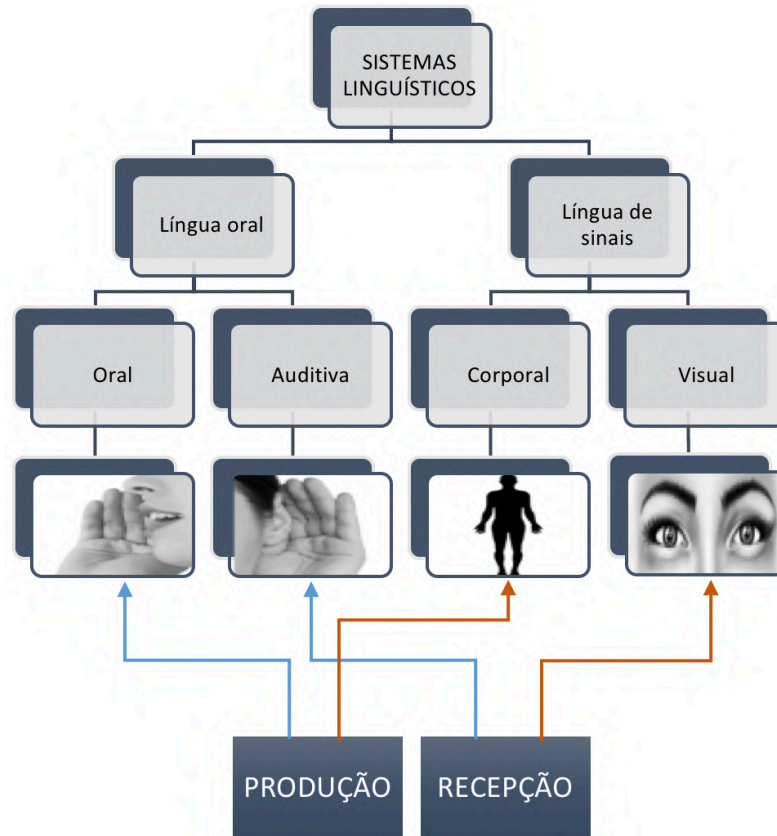 SISTEMAS
LINGUÍSTICOS
Língua oral
Língua de
sinais
Oral
Auditiva
Corporal
Visual
PRODUÇÃO
RECEPÇÃO